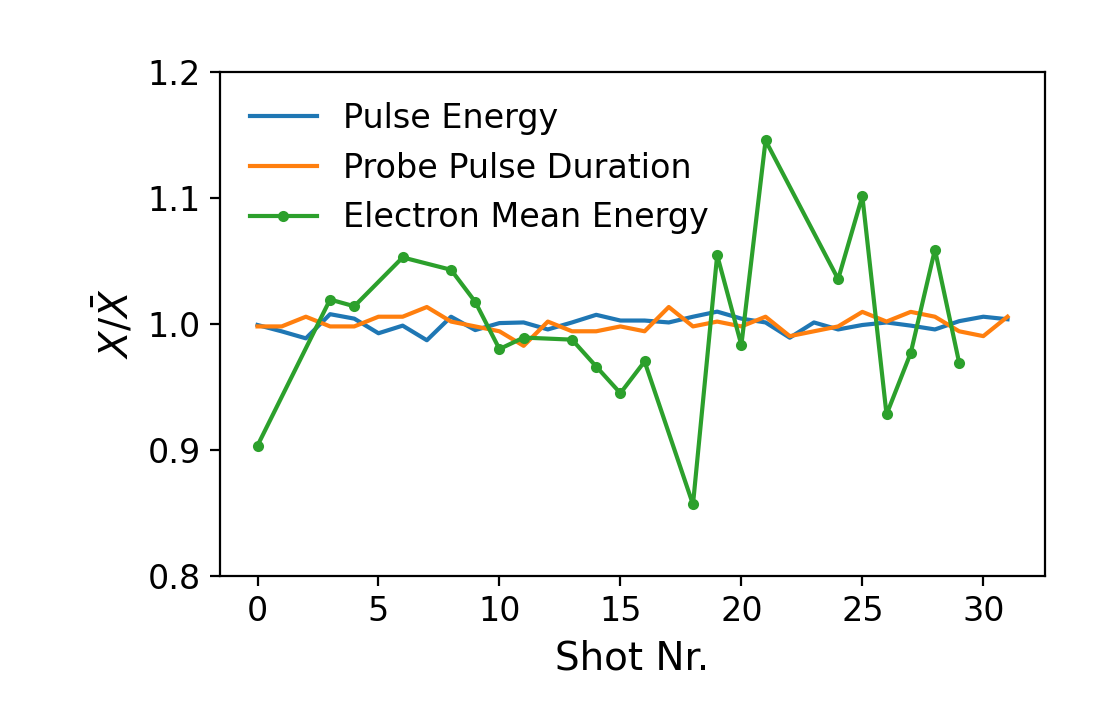 1.2
1.1
1.0
0.9
0.8
X/X̄
Pulse Energy
Probe Pulse Duration
Electron Mean Energy
0 5 10 15 20 25 30
Shot Nr.